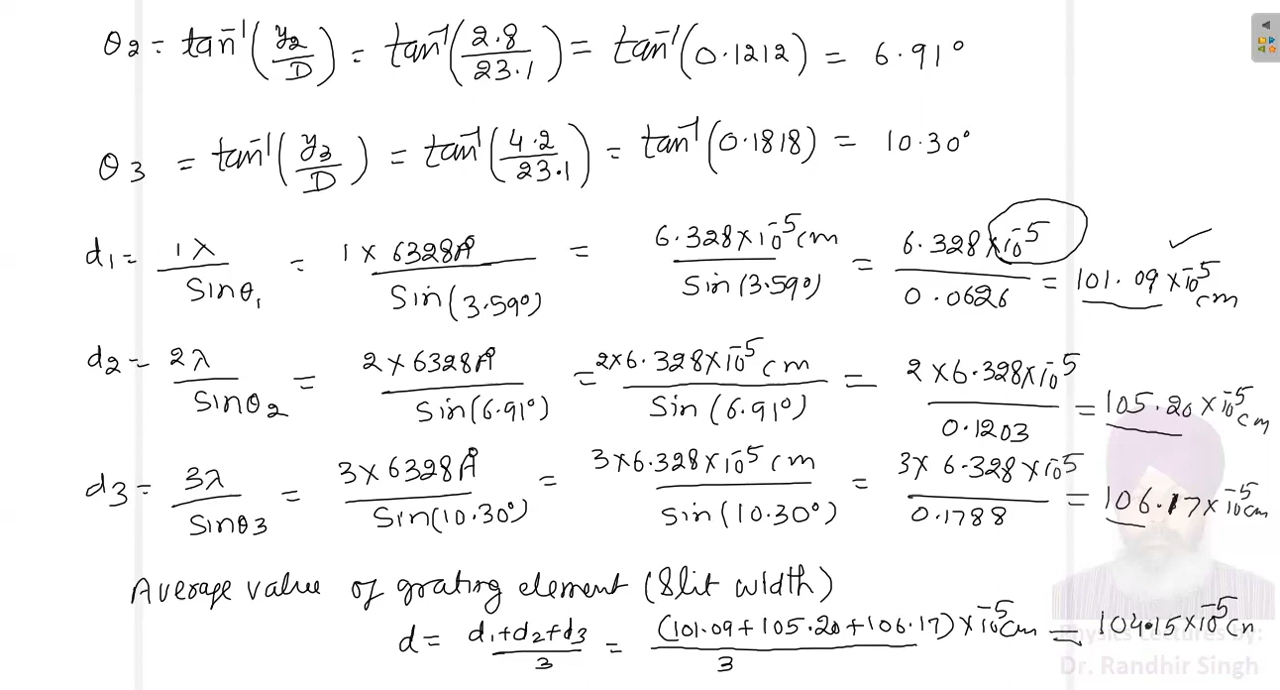 θ2 = tan⁻¹(y2/D) = tan⁻¹(2.8/23.1) = tan⁻¹(0.1212) = 6.91°
θ3 = tan⁻¹(y3/D) = tan⁻¹(4.2/23.1) = tan⁻¹(0.1818) = 10.30°
d1 = 1λ/Sinθ1 = 1 × 6328Å/Sin(3.59°) = 6.328×10⁻⁵cm/Sin(3.59°) = 6.328×10⁻⁵/0.0626 = 101.09×10⁻⁵ cm ✓
d2 = 2λ/Sinθ2 = 2 × 6328Å/Sin(6.91°) = 2×6.328×10⁻⁵cm/Sin(6.91°) = 2×6.328×10⁻⁵/0.1203 = 105.20×10⁻⁵ cm
d3 = 3λ/Sinθ3 = 3 × 6328Å/Sin(10.30°) = 3×6.328×10⁻⁵cm/Sin(10.30°) = 3×6.328×10⁻⁵/0.1788 = 106.17×10⁻⁵cm
Average value of grating element (Slit width)
d = d1+d2+d3/3 = (101.09+105.20+106.17)×10⁻⁵cm/3 = 104.15×10⁻⁵cm
Physics Lectures by:
Dr. Randhir Singh